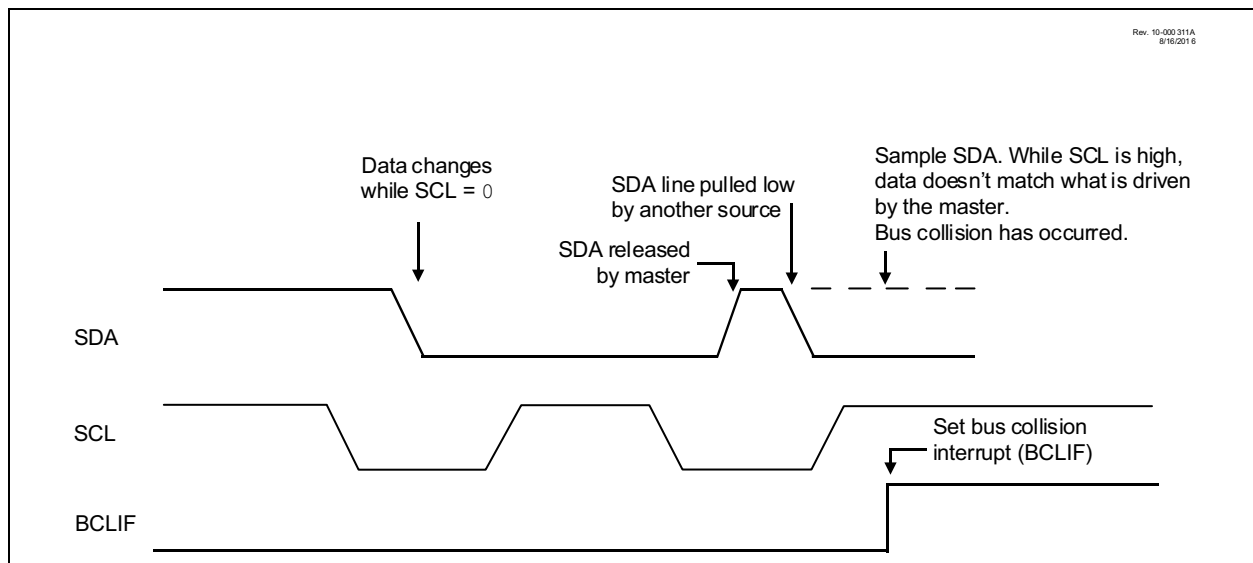 Rev. 10-000 311A
8/16/201 6
Data changes
while SCL = 0
SDA line pulled low
by another source
SDA released
by master
Sample SDA. While SCL is high,
data doesn't match what is driven
by the master.
Bus collision has occurred.
SDA
SCL
Set bus collision
interrupt (BCLIF)
BCLIF